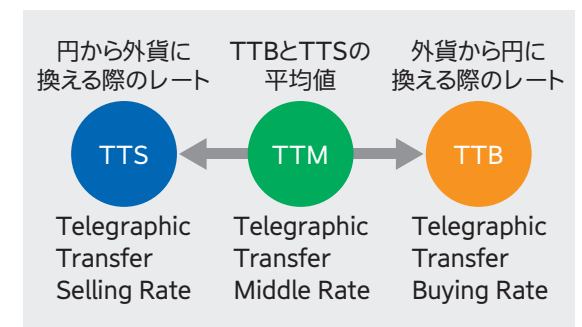 円から外貨に
換える際のレート
TTBとTTSの
平均値
外貨から円に
換える際のレート
TTS
TTM
TTB
Telegraphic
Transfer
Selling Rate
Telegraphic
Transfer
Middle Rate
Telegraphic
Transfer
Buying Rate